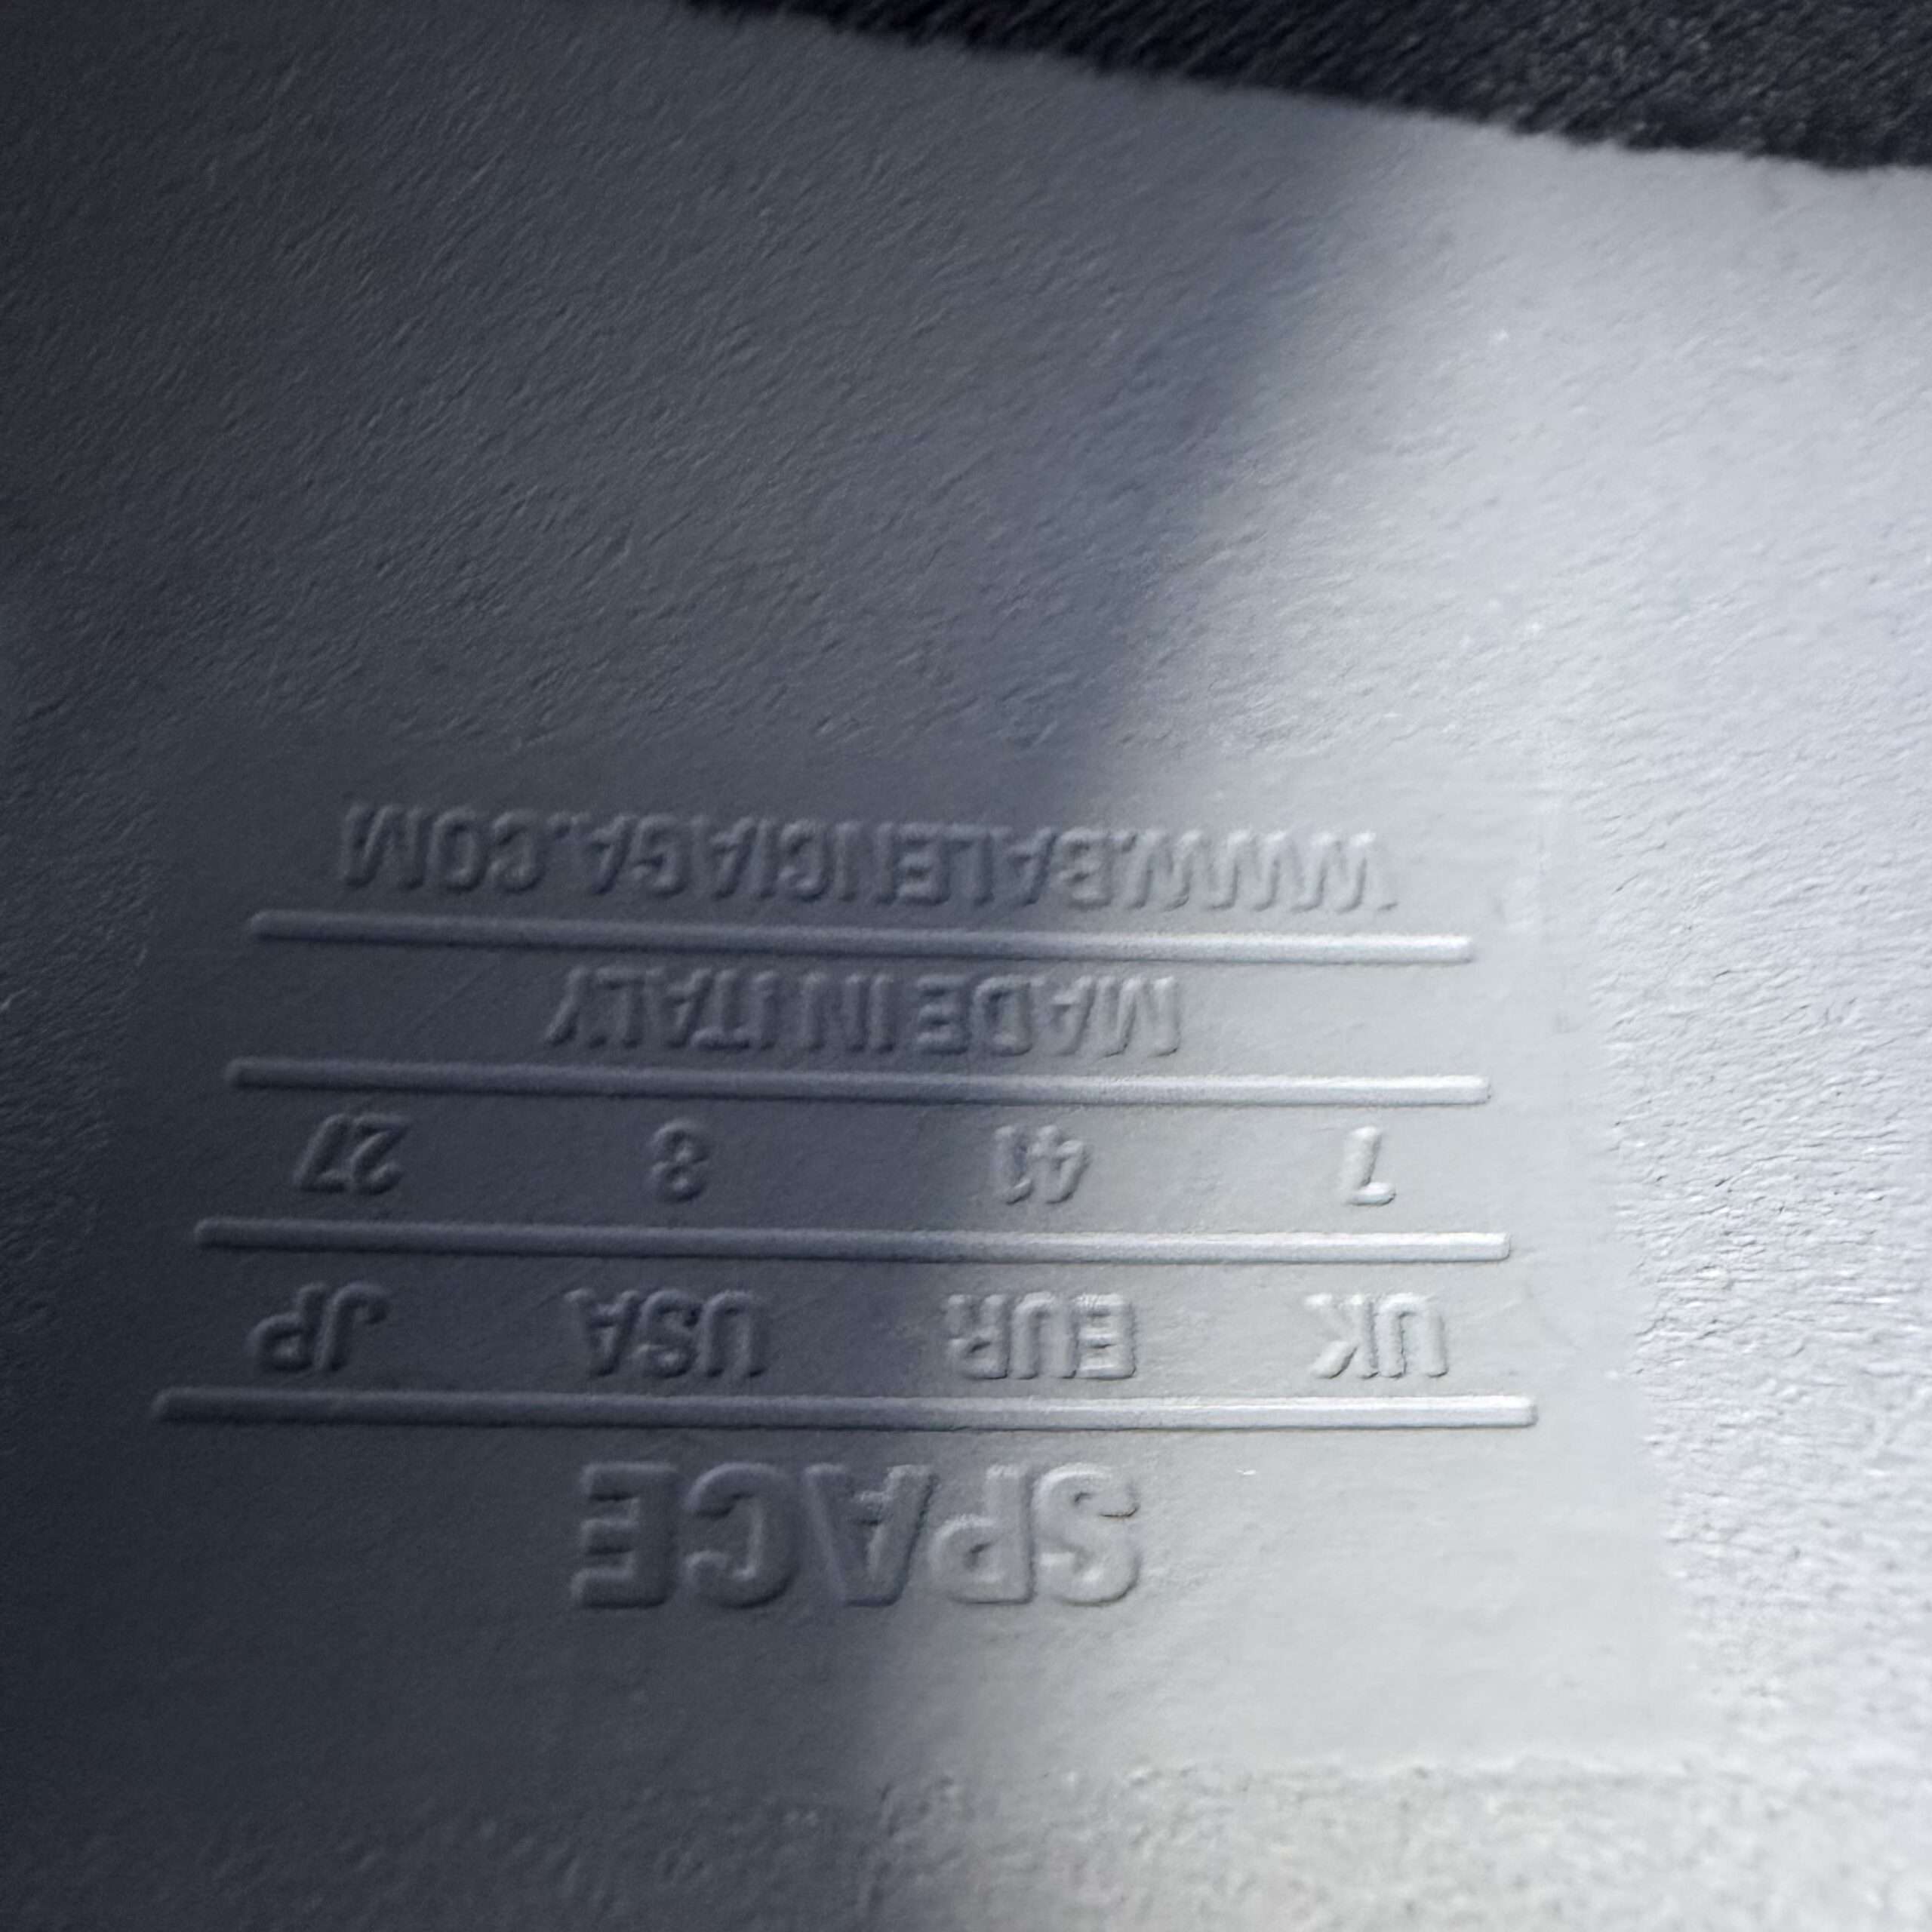 SPACE
UK EUR USA JP
7 41 8 27
MADE IN ITALY
WWW.BALENCIAGA.COM